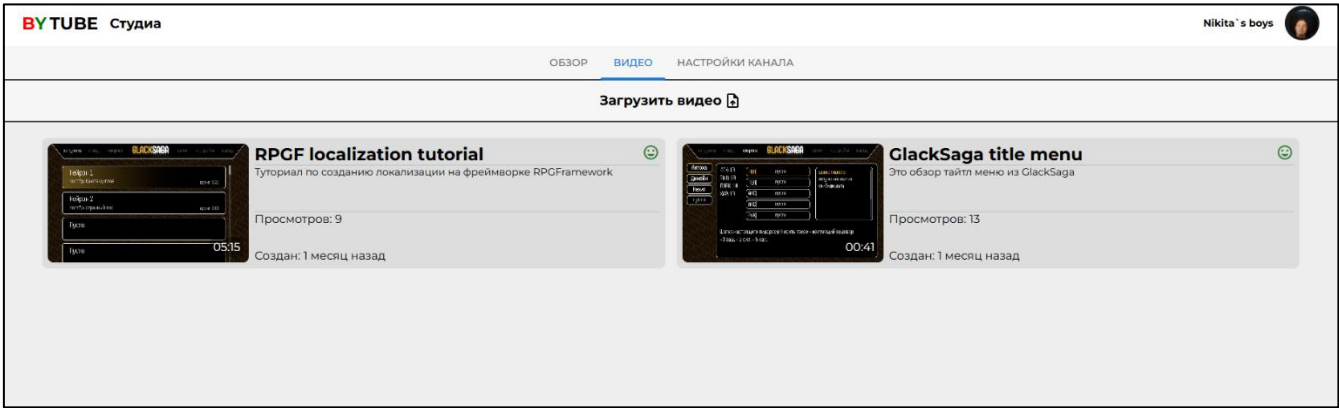 BYTUBE Студиа
Nikita`s boys
ОБЗОР ВИДЕО НАСТРОЙКИ КАНАЛА
Загрузить видео
GLACKSAGA
Пусто
Пусто
05:15
RPGF localization tutorial
Туториал по созданию локализации на фреймворке RPGFramework
Просмотров: 9
Создан: 1 месяц назад
GLACKSAGA
00:41
GlackSaga title menu
Это обзор тайтл меню из GlackSaga
Просмотров: 13
Создан: 1 месяц назад